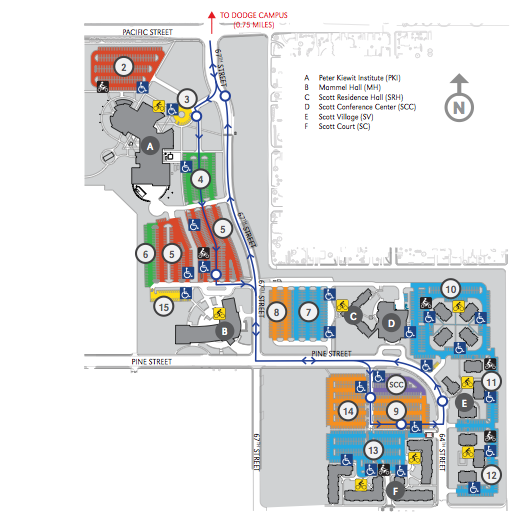 TO DODGE CAMPUS
(0.75 MILES)
PACIFIC STREET
67TH STREET
2
3
A Peter Kiewit Institute (PKI)
B Mammel Hall (MH)
C Scott Residence Hall (SRH)
D Scott Conference Center (SCC)
E Scott Village (SV)
F Scott Court (SC)
N
A
4
67TH STREET
5
6
5
67TH STREET
10
15
8
7
C
D
B
PINE STREET
PINE STREET
SCC
11
E
14
9
67TH STREET
64TH STREET
13
12
F